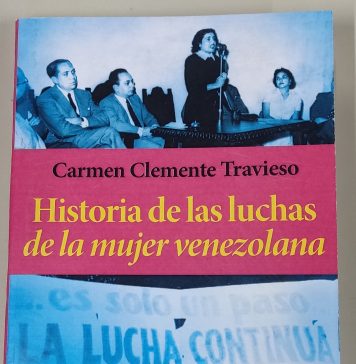 Carmen Clemente Travieso
Historia de las luchas
de la mujer venezolana
... es solo un paso,
LA LUCHA CONTINUA